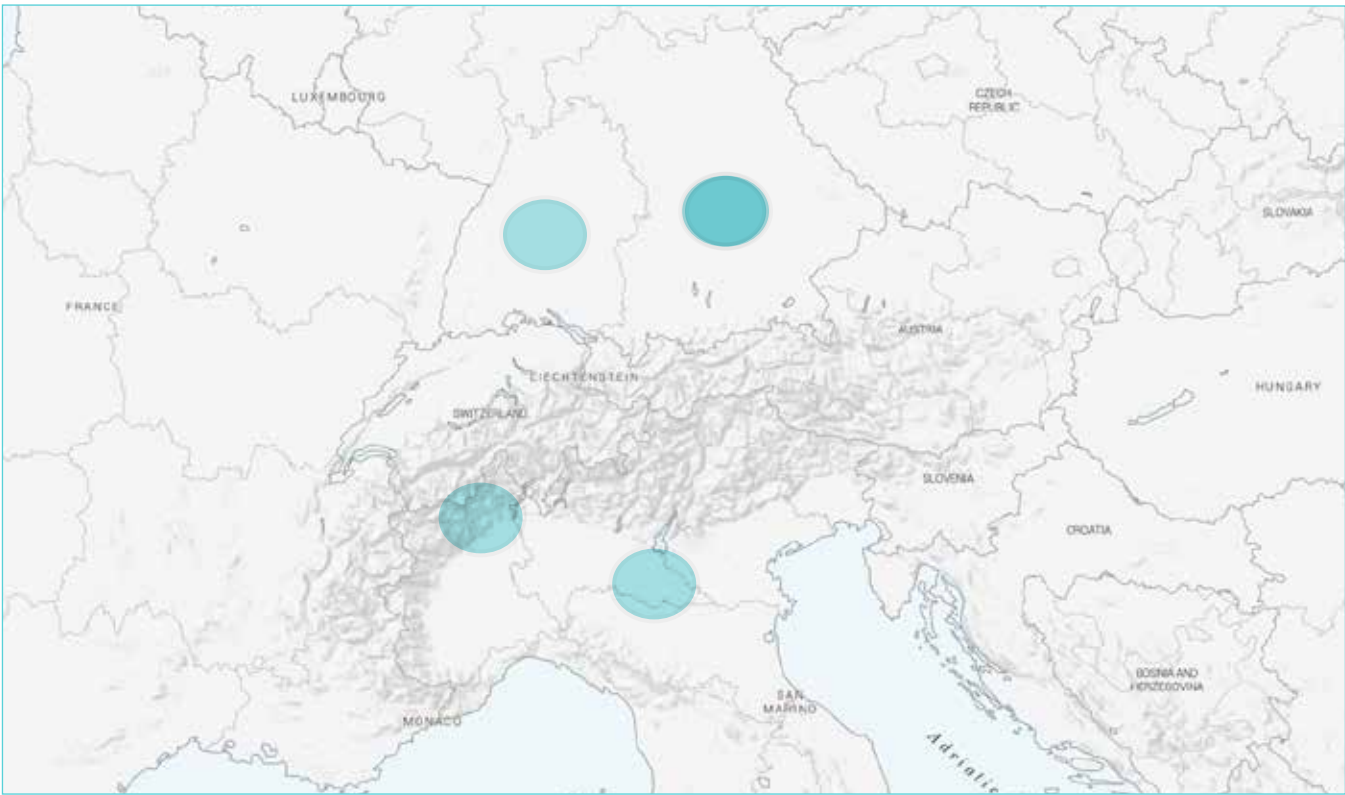 LUXEMBOURG
CZECH
REPUBLIC
SLOVAKIA
FRANCE
AUSTRIA
LIECHTENSTEIN
HUNGARY
SWITZERLAND
SLOVENIA
CROATIA
BOSNIA AND
HERZEGOVINA
SAN
MARINO
MONACO
Adriatic